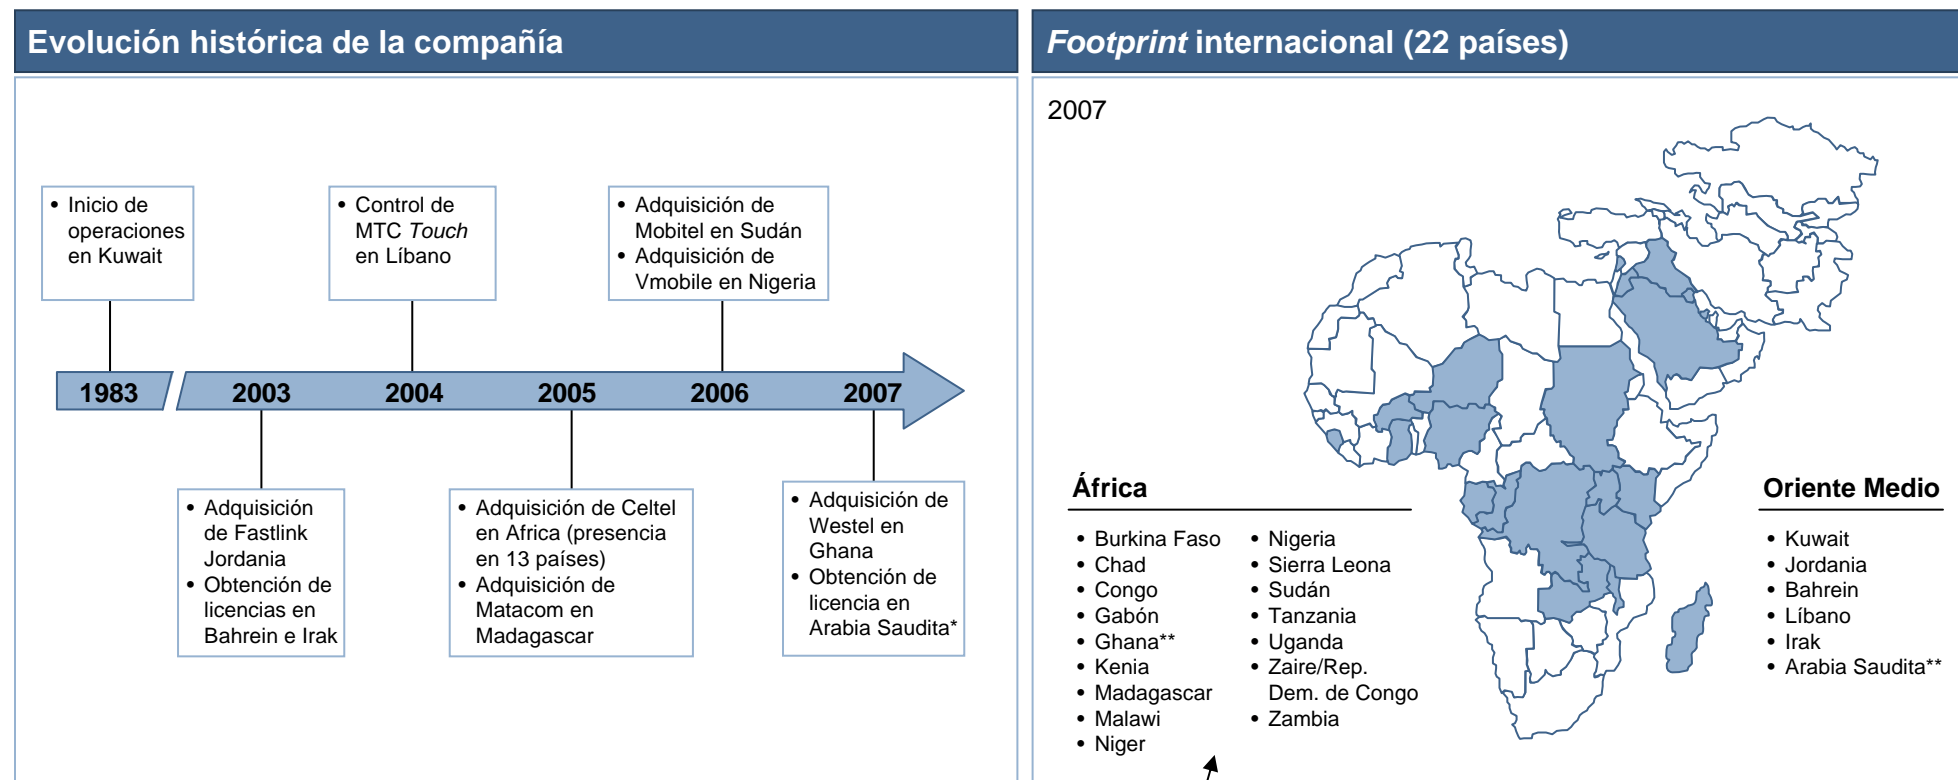 Evolución histórica de la compañía
• Inicio de
operaciones
en Kuwait
• Control de
MTC Touch
en Líbano
• Adquisición de
Mobitel en Sudán
• Adquisición de
Vmobile en Nigeria
1983
2003
2004
2005
2006
2007
• Adquisición
de Fastlink
Jordania
• Obtención de
licencias en
Bahrein e Irak
• Adquisición de Celtel
en Africa (presencia
en 13 países)
• Adquisición de
Matacom en
Madagascar
• Adquisición de
Westel en
Ghana
• Obtención de
licencia en
Arabia Saudita*
Footprint internacional (22 países)
2007
África
• Burkina Faso
• Chad
• Congo
• Gabón
• Ghana**
• Kenia
• Madagascar
• Malawi
• Niger
• Nigeria
• Sierra Leona
• Sudán
• Tanzania
• Uganda
• Zaire/Rep.
Dem. de Congo
• Zambia
Oriente Medio
• Kuwait
• Jordania
• Bahrein
• Líbano
• Irak
• Arabia Saudita**